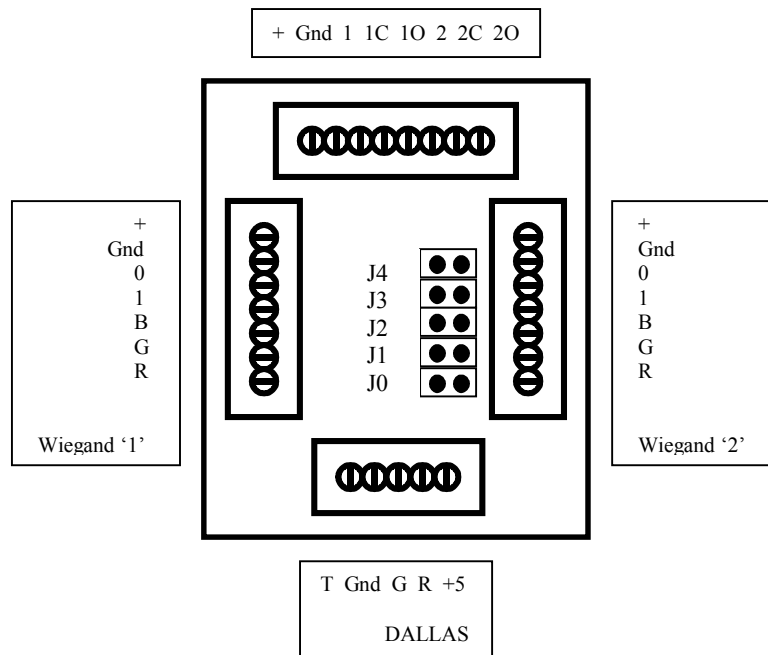 + Gnd 1 1C 1O 2 2C 2O
+
Gnd
0
1
B
G
R
Wiegand ‘1’
J4
J3
J2
J1
J0
+
Gnd
0
1
B
G
R
Wiegand ‘2’
T Gnd G R +5
DALLAS